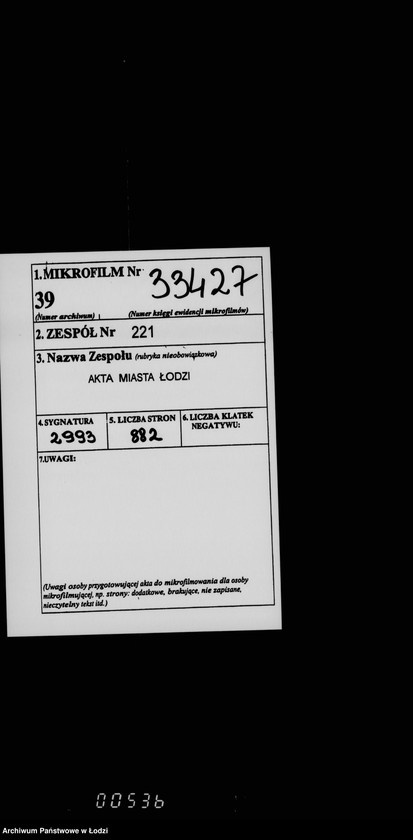 1. MIKROFILM Nr 33427
39
(Numer archiwum) (Numer księgi ewidencji mikrofilmów)
2. ZESPÓŁ Nr 221
3. Nazwa Zespołu (rubryka nieobowiązkowa)
AKTA MIASTA ŁODZI
4. SYGNATURA 5. LICZBA STRON 6. LICZBA KLATEK
NEGATYWU:
2993 882
7. UWAGI:
(Uwagi osoby przygotowującej akta do mikrofilmowania dla osoby
mikrofilmującej, np. strony: dodatkowe, brakujące, nie zapisane,
nieczytelny tekst itd.)
00536
Archiwum Państwowe w Łodzi